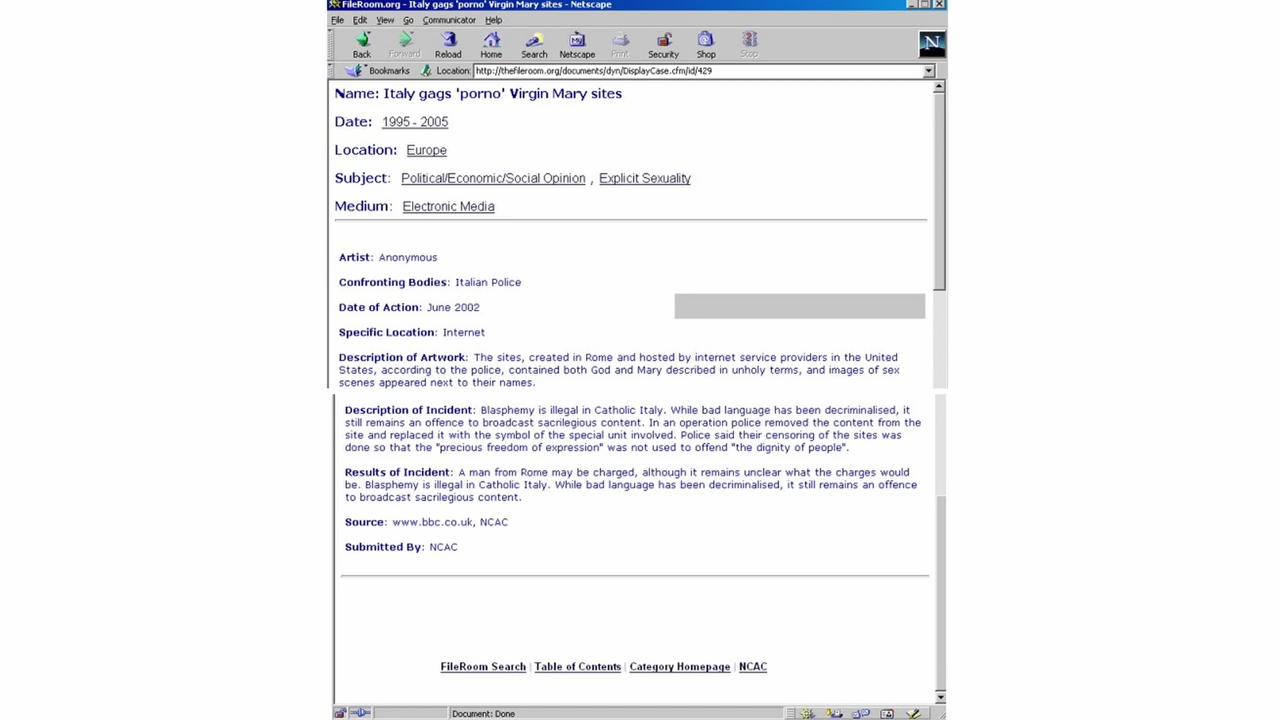 FileRoom.org - Italy gags 'porno' Virgin Mary sites - Netscape
File Edit View Go Communicator Help
Back Forward Reload Home Search Netscape Print Security Shop Stop
Bookmarks Location: http://thefileroom.org/documents/dyn/DisplayCase.cfm/id/429
Name: Italy gags 'porno' Virgin Mary sites
Date: 1995 - 2005
Location: Europe
Subject: Political/Economic/Social Opinion , Explicit Sexuality
Medium: Electronic Media
Artist: Anonymous
Confronting Bodies: Italian Police
Date of Action: June 2002
Specific Location: Internet
Description of Artwork: The sites, created in Rome and hosted by internet service providers in the United
States, according to the police, contained both God and Mary described in unholy terms, and images of sex
scenes appeared next to their names.
Description of Incident: Blasphemy is illegal in Catholic Italy. While bad language has been decriminalised, it
still remains an offence to broadcast sacrilegious content. In an operation police removed the content from the
site and replaced it with the symbol of the special unit involved. Police said their censoring of the sites was
done so that the "precious freedom of expression" was not used to offend "the dignity of people".
Results of Incident: A man from Rome may be charged, although it remains unclear what the charges would
be. Blasphemy is illegal in Catholic Italy. While bad language has been decriminalised, it still remains an offence
to broadcast sacrilegious content.
Source: www.bbc.co.uk, NCAC
Submitted By: NCAC
FileRoom Search | Table of Contents | Category Homepage | NCAC
Document: Done